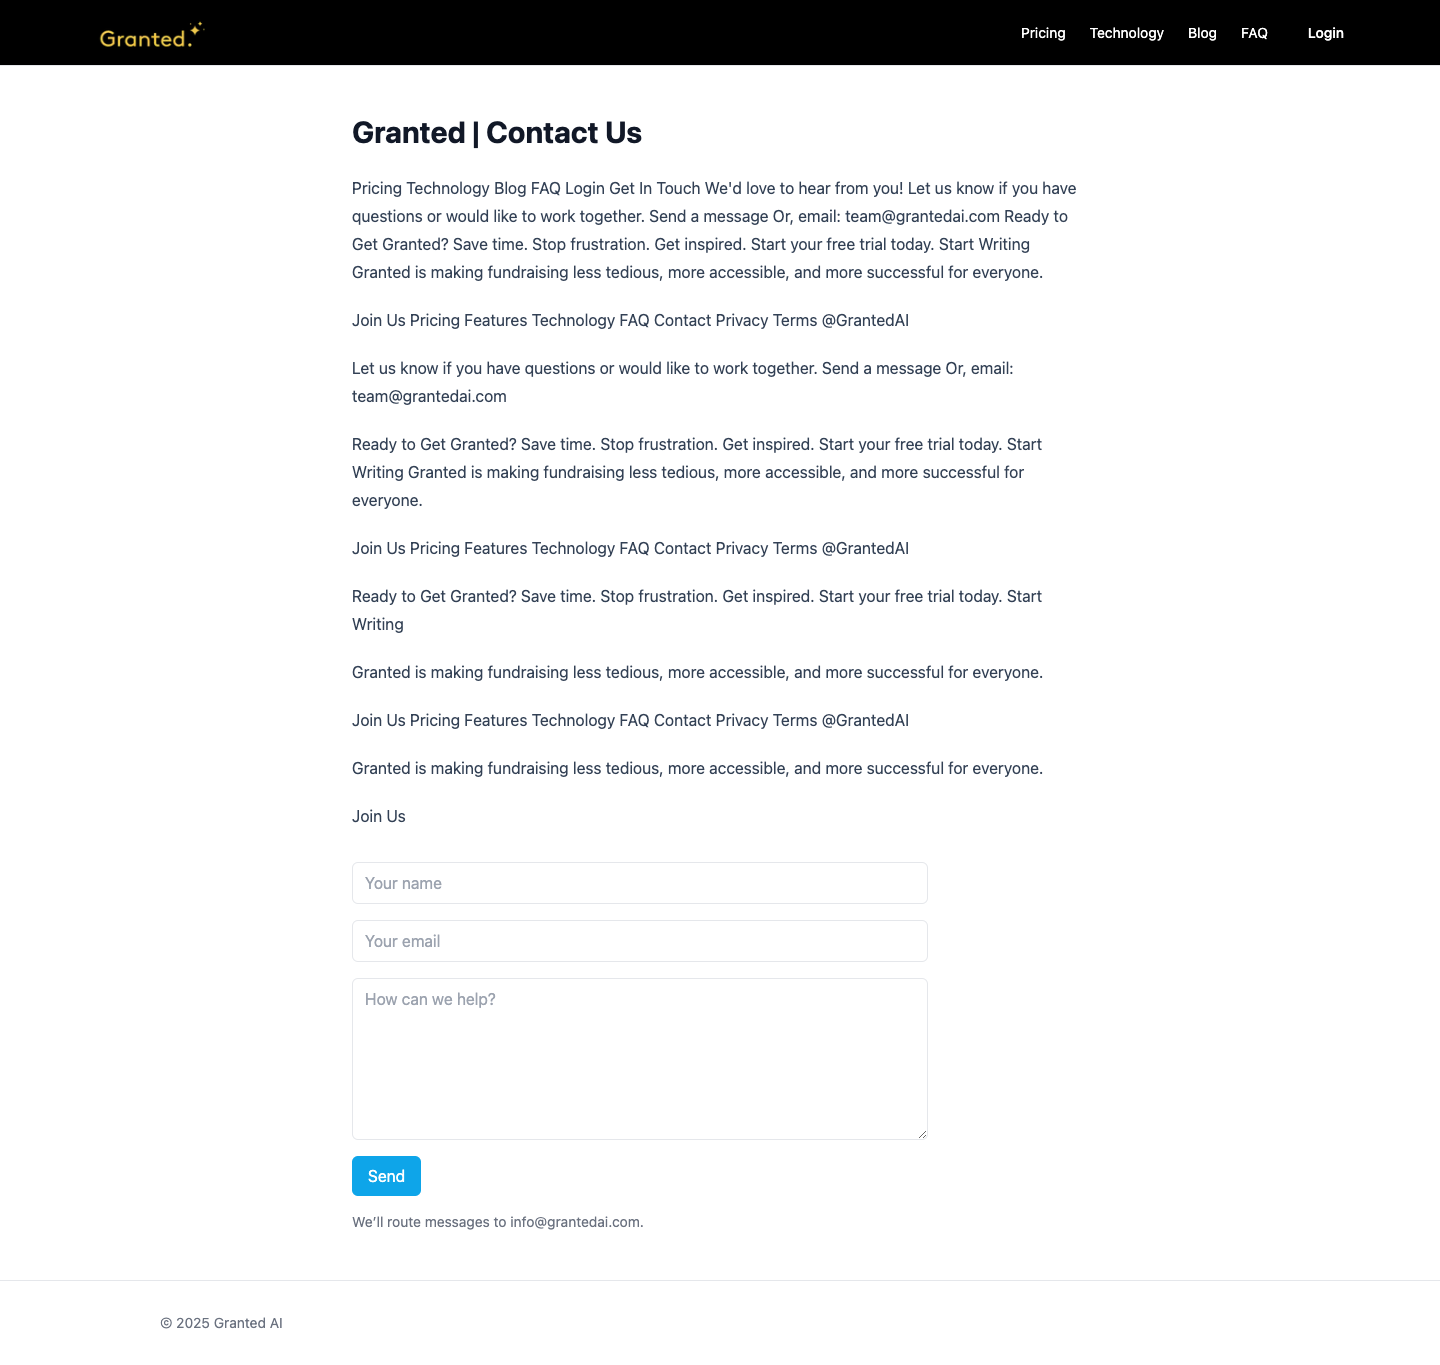 Granted.
Pricing Technology Blog FAQ Login
Granted | Contact Us
Pricing Technology Blog FAQ Login Get In Touch We'd love to hear from you! Let us know if you have
questions or would like to work together. Send a message Or, email: team@grantedai.com Ready to
Get Granted? Save time. Stop frustration. Get inspired. Start your free trial today. Start Writing
Granted is making fundraising less tedious, more accessible, and more successful for everyone.
Join Us Pricing Features Technology FAQ Contact Privacy Terms @GrantedAI
Let us know if you have questions or would like to work together. Send a message Or, email:
team@grantedai.com
Ready to Get Granted? Save time. Stop frustration. Get inspired. Start your free trial today. Start
Writing Granted is making fundraising less tedious, more accessible, and more successful for
everyone.
Join Us Pricing Features Technology FAQ Contact Privacy Terms @GrantedAI
Ready to Get Granted? Save time. Stop frustration. Get inspired. Start your free trial today. Start
Writing
Granted is making fundraising less tedious, more accessible, and more successful for everyone.
Join Us Pricing Features Technology FAQ Contact Privacy Terms @GrantedAI
Granted is making fundraising less tedious, more accessible, and more successful for everyone.
Join Us
Your name
Your email
How can we help?
Send
We’ll route messages to info@grantedai.com.
© 2025 Granted AI